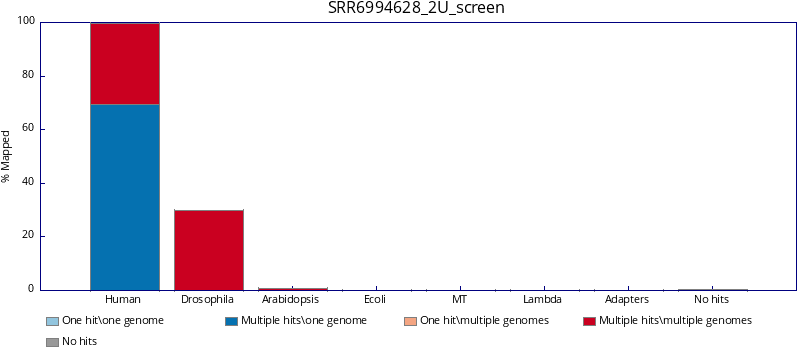 SRR6994628_2U_screen
100
80
60
40
20
0
% Mapped
Human Drosophila Arabidopsis Ecoli MT Lambda Adapters No hits
One hit\one genome Multiple hits\one genome One hit\multiple genomes Multiple hits\multiple genomes
No hits